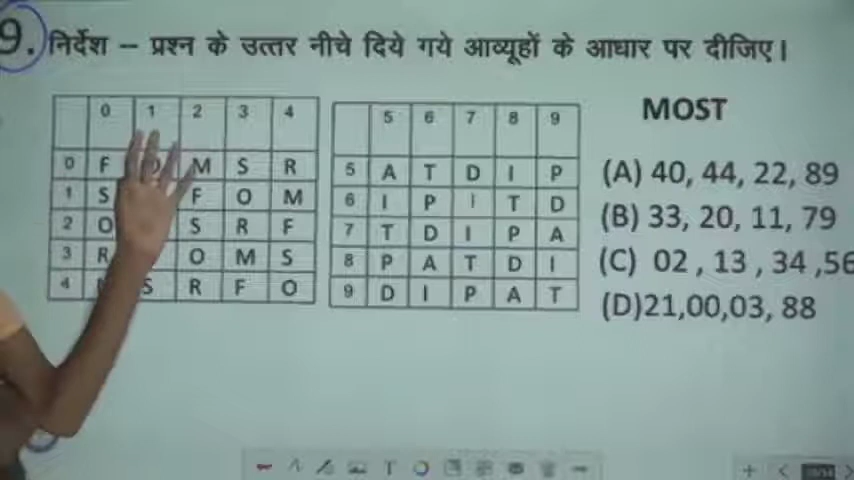 9. निर्देश – प्रश्न के उत्तर नीचे दिये गये आव्यूहों के आधार पर दीजिए।
0 1 2 3 4
0 F O M S R
1 S F O M
2 O S R F
3 R O M S
4 S R F O
5 6 7 8 9
5 A T D I P
6 I P I T D
7 T D I P A
8 P A T D I
9 D I P A T
MOST
(A) 40, 44, 22, 89
(B) 33, 20, 11, 79
(C) 02 , 13 , 34 ,56
(D)21,00,03, 88
T